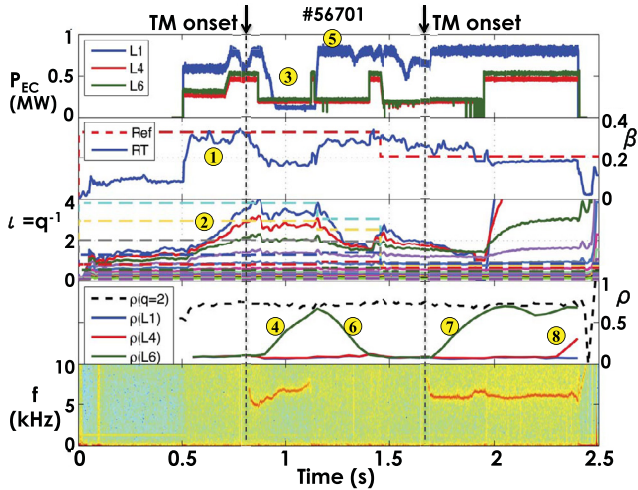 #56701
TM onset
TM onset
1
0.5
0
P_EC
(MW)
L1
L4
L6
3
5
Ref
RT
1
0.4
0.2
0
β
ι =q⁻¹
4
2
0
2
ρ(q=2)
ρ(L1)
ρ(L4)
ρ(L6)
4
6
7
8
1
0.5
0
ρ
f
(kHz)
10
5
0
0
0.5
1
1.5
2
2.5
Time (s)